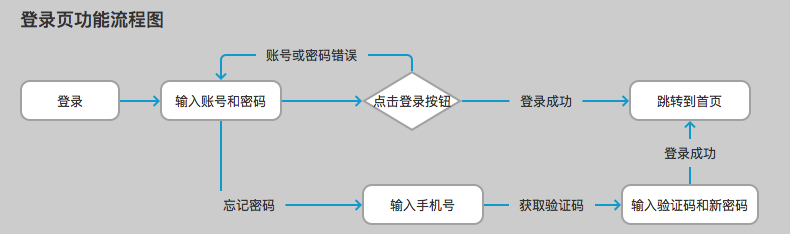 登录页功能流程图
账号或密码错误
登录
输入账号和密码
点击登录按钮
登录成功
跳转到首页
登录成功
忘记密码
输入手机号
获取验证码
输入验证码和新密码